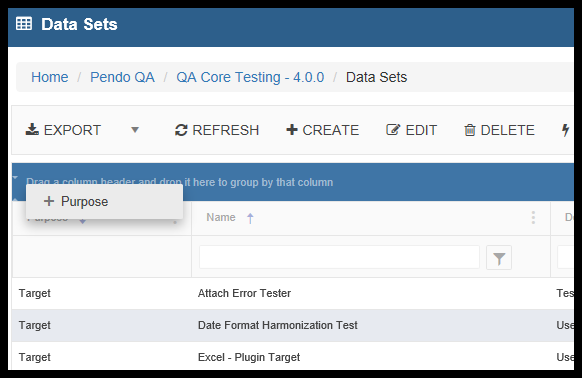 Data Sets
Home / Pendo QA / QA Core Testing - 4.0.0 / Data Sets
EXPORT REFRESH CREATE EDIT DELETE
Drag a column header and drop it here to group by that column
Purpose
Purpose Name
Target Attach Error Tester Tes
Target Date Format Harmonization Test Use
Target Excel - Plugin Target Use